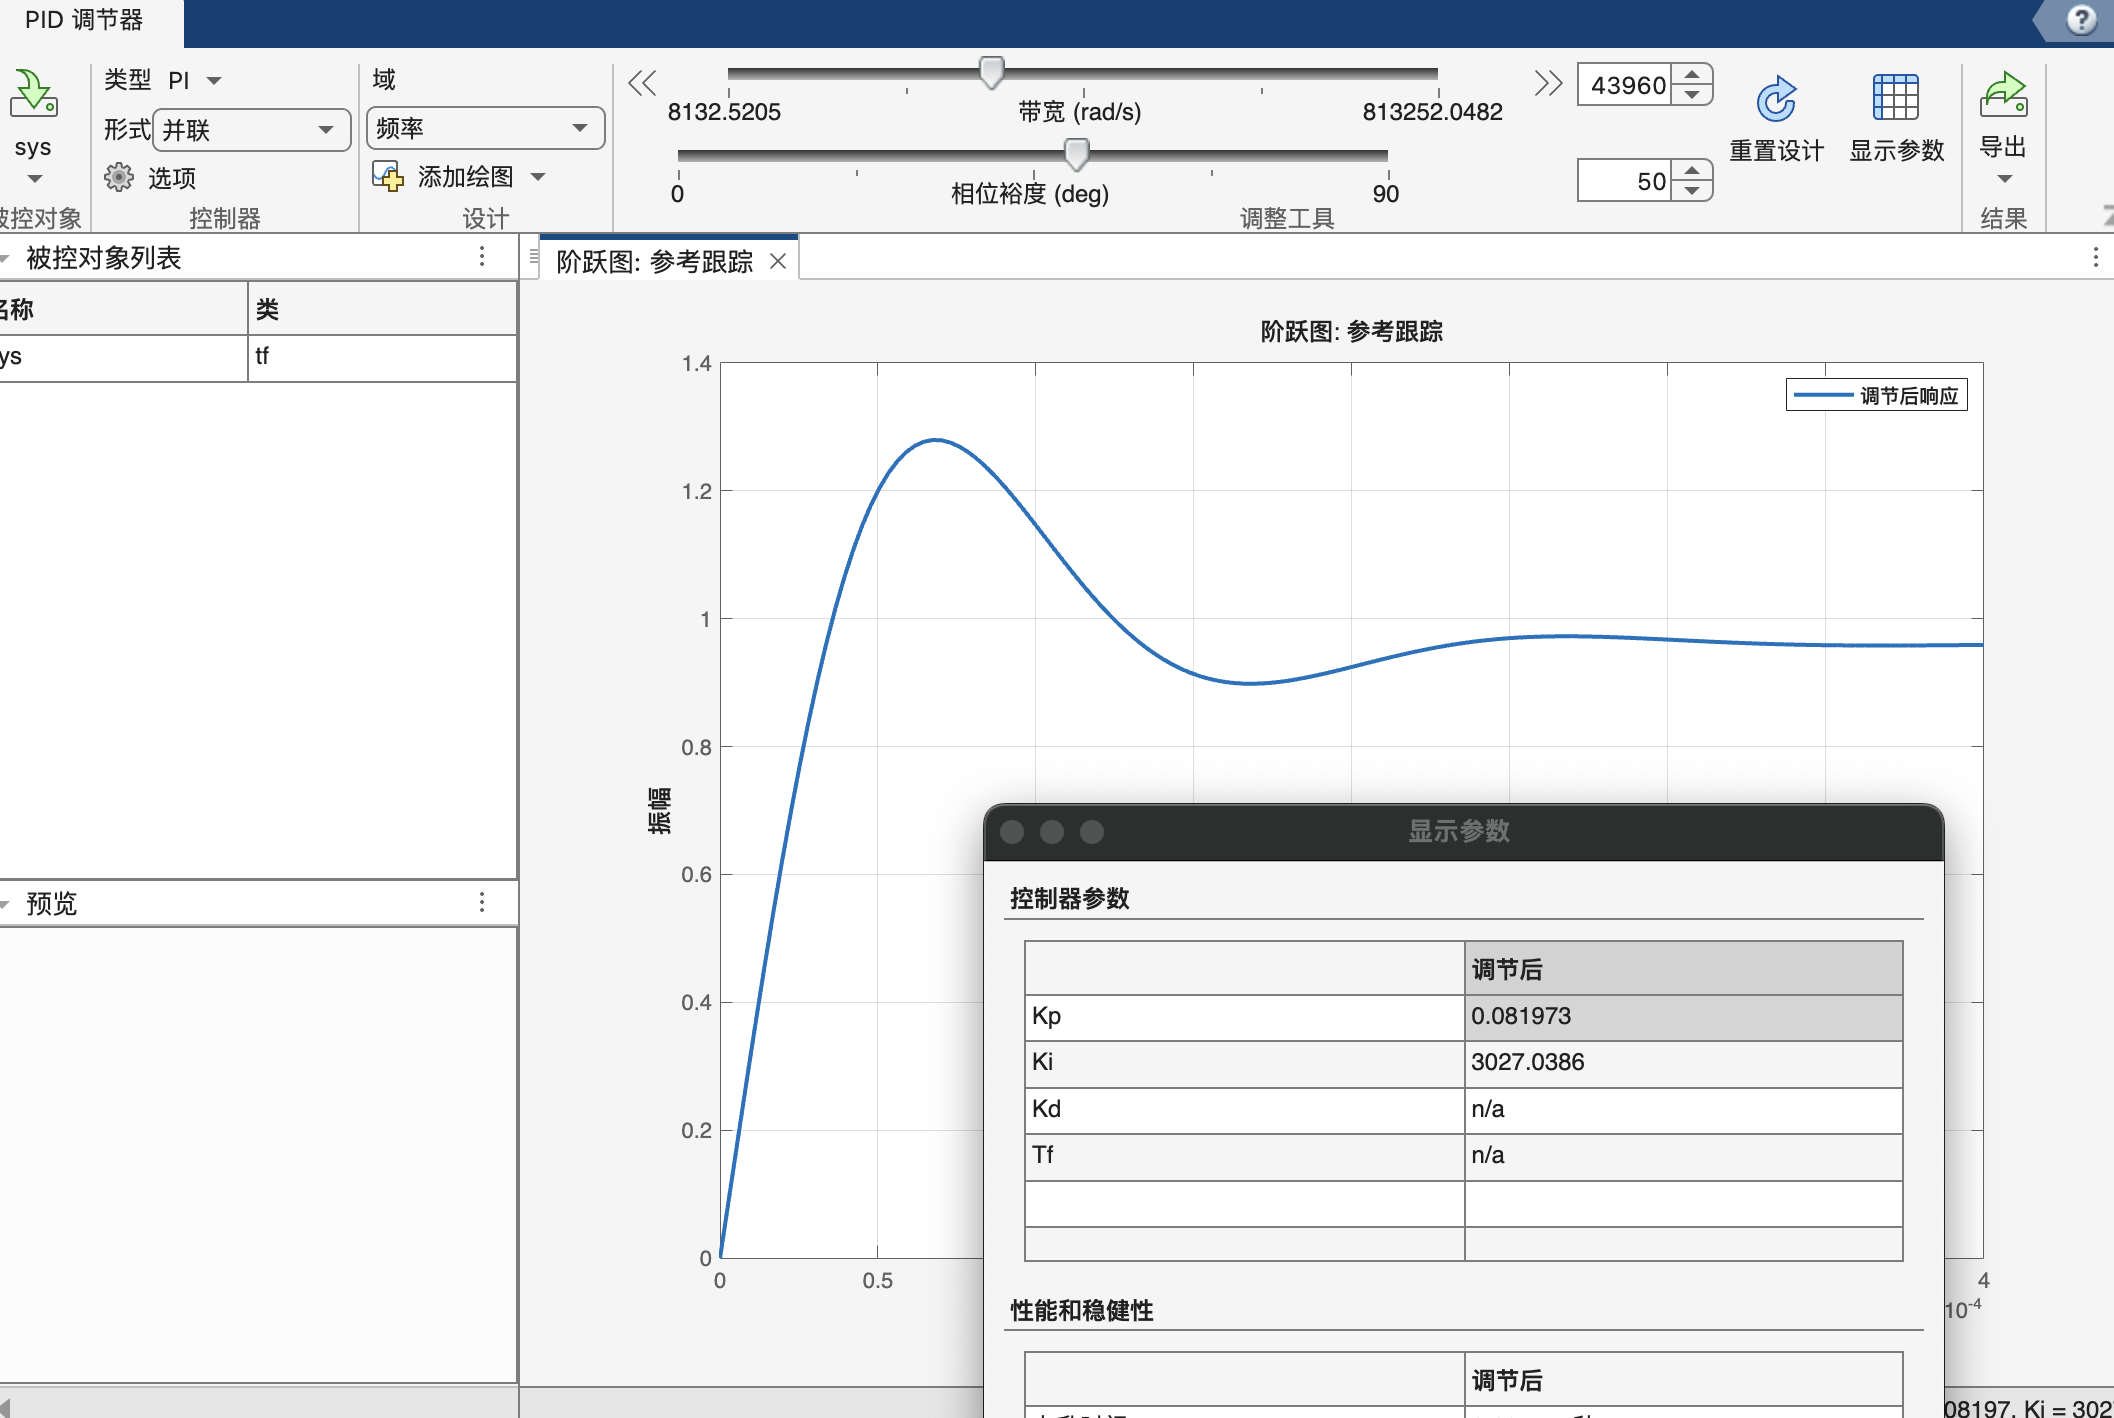 PID 调节器
sys
被控对象
类型 PI
形式 并联
选项
控制器
域
频率
添加绘图
设计
8132.5205
带宽 (rad/s)
813252.0482
43960
0
相位裕度 (deg)
90
50
调整工具
重置设计
显示参数
导出
结果
被控对象列表
名称 类
ys tf
预览
阶跃图: 参考跟踪
阶跃图: 参考跟踪
调节后响应
振幅
1.4
1.2
1
0.8
0.6
0.4
0.2
0
0
0.5
4
10-4
显示参数
控制器参数
调节后
Kp 0.081973
Ki 3027.0386
Kd n/a
Tf n/a
性能和稳健性
调节后
08197, Ki = 302